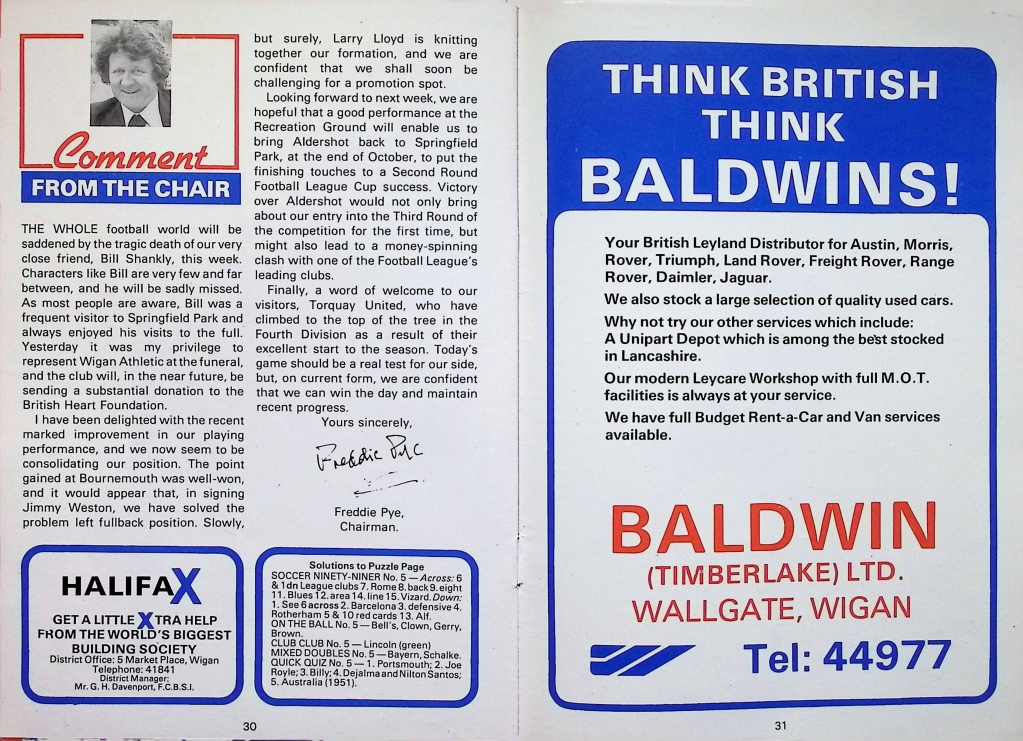 Comment
FROM THE CHAIR
THE WHOLE football world will be
saddened by the tragic death of our very
close friend, Bill Shankly, this week.
Characters like Bill are very few and far
between, and he will be sadly missed.
As most people are aware, Bill was a
frequent visitor to Springfield Park and
always enjoyed his visits to the full.
Yesterday it was my privilege to
represent Wigan Athletic at the funeral,
and the club will, in the near future, be
sending a substantial donation to the
British Heart Foundation.
I have been delighted with the recent
marked improvement in our playing
performance, and we now seem to be
consolidating our position. The point
gained at Bournemouth was well-won,
and it would appear that, in signing
Jimmy Weston, we have solved the
problem left fullback position. Slowly,
but surely, Larry Lloyd is knitting
together our formation, and we are
confident that we shall soon be
challenging for a promotion spot.
Looking forward to next week, we are
hopeful that a good performance at the
Recreation Ground will enable us to
bring Aldershot back to Springfield
Park, at the end of October, to put the
finishing touches to a Second Round
Football League Cup success. Victory
over Aldershot would not only bring
about our entry into the Third Round of
the competition for the first time, but
might also lead to a money-spinning
clash with one of the Football League's
leading clubs.
Finally, a word of welcome to our
visitors, Torquay United, who have
climbed to the top of the tree in the
Fourth Division as a result of their
excellent start to the season. Today's
game should be a real test for our side,
but, on current form, we are confident
that we can win the day and maintain
recent progress.
Yours sincerely,
Freddie Pye
Freddie Pye,
Chairman.
HALIFAX
GET A LITTLE XTRA HELP
FROM THE WORLD'S BIGGEST
BUILDING SOCIETY
District Office: 5 Market Place, Wigan
Telephone: 41841
District Manager:
Mr. G. H. Davenport, F.C.B.S.I.
Solutions to Puzzle Page
SOCCER NINETY-NINER No. 5 — Across: 6
& 1 dn League clubs 7. Rome 8. back 9. eight
11. Blues 12. area 14. line 15. Vizard. Down:
1. See 6 across 2. Barcelona 3. defensive 4.
Rotherham 5 & 10 red cards 13. Alf.
ON THE BALL No. 5 — Bell's, Clown, Gerry,
Brown.
CLUB CLUB No. 5 — Lincoln (green)
MIXED DOUBLES No. 5 — Bayern, Schalke.
QUICK QUIZ No. 5 — 1. Portsmouth; 2. Joe
Royle; 3. Billy; 4. Dejalma and Nilton Santos;
5. Australia (1951).
30
THINK BRITISH
THINK
BALDWINS!
Your British Leyland Distributor for Austin, Morris,
Rover, Triumph, Land Rover, Freight Rover, Range
Rover, Daimler, Jaguar.
We also stock a large selection of quality used cars.
Why not try our other services which include:
A Unipart Depot which is among the best stocked
in Lancashire.
Our modern Leycare Workshop with full M.O.T.
facilities is always at your service.
We have full Budget Rent-a-Car and Van services
available.
BALDWIN
(TIMBERLAKE) LTD.
WALLGATE, WIGAN
Tel: 44977
31